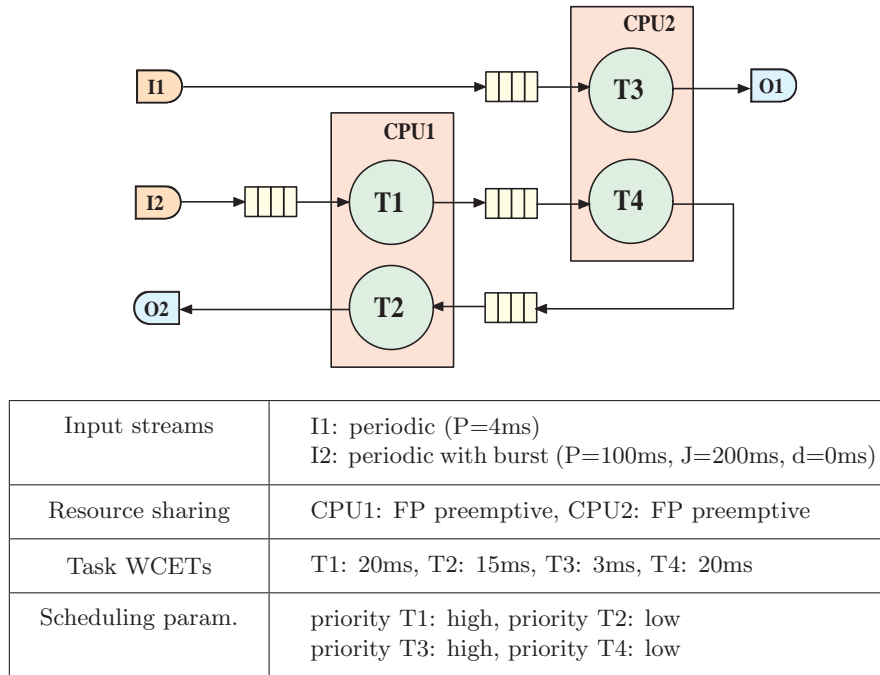 CPU2
I1
T3
O1
CPU1
I2
T1
T4
O2
T2
Input streams
I1: periodic (P=4ms)
I2: periodic with burst (P=100ms, J=200ms, d=0ms)
Resource sharing
CPU1: FP preemptive, CPU2: FP preemptive
Task WCETs
T1: 20ms, T2: 15ms, T3: 3ms, T4: 20ms
Scheduling param.
priority T1: high, priority T2: low
priority T3: high, priority T4: low